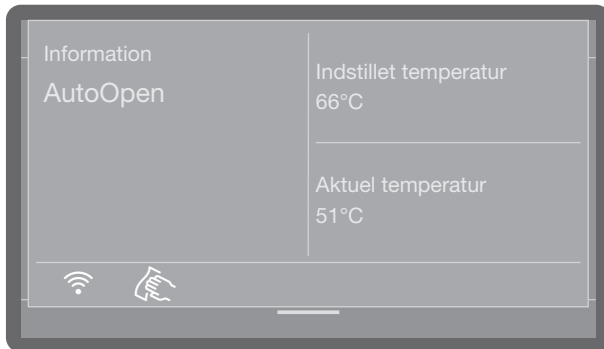 Information
AutoOpen
Indstillet temperatur
66°C
Aktuel temperatur
51°C